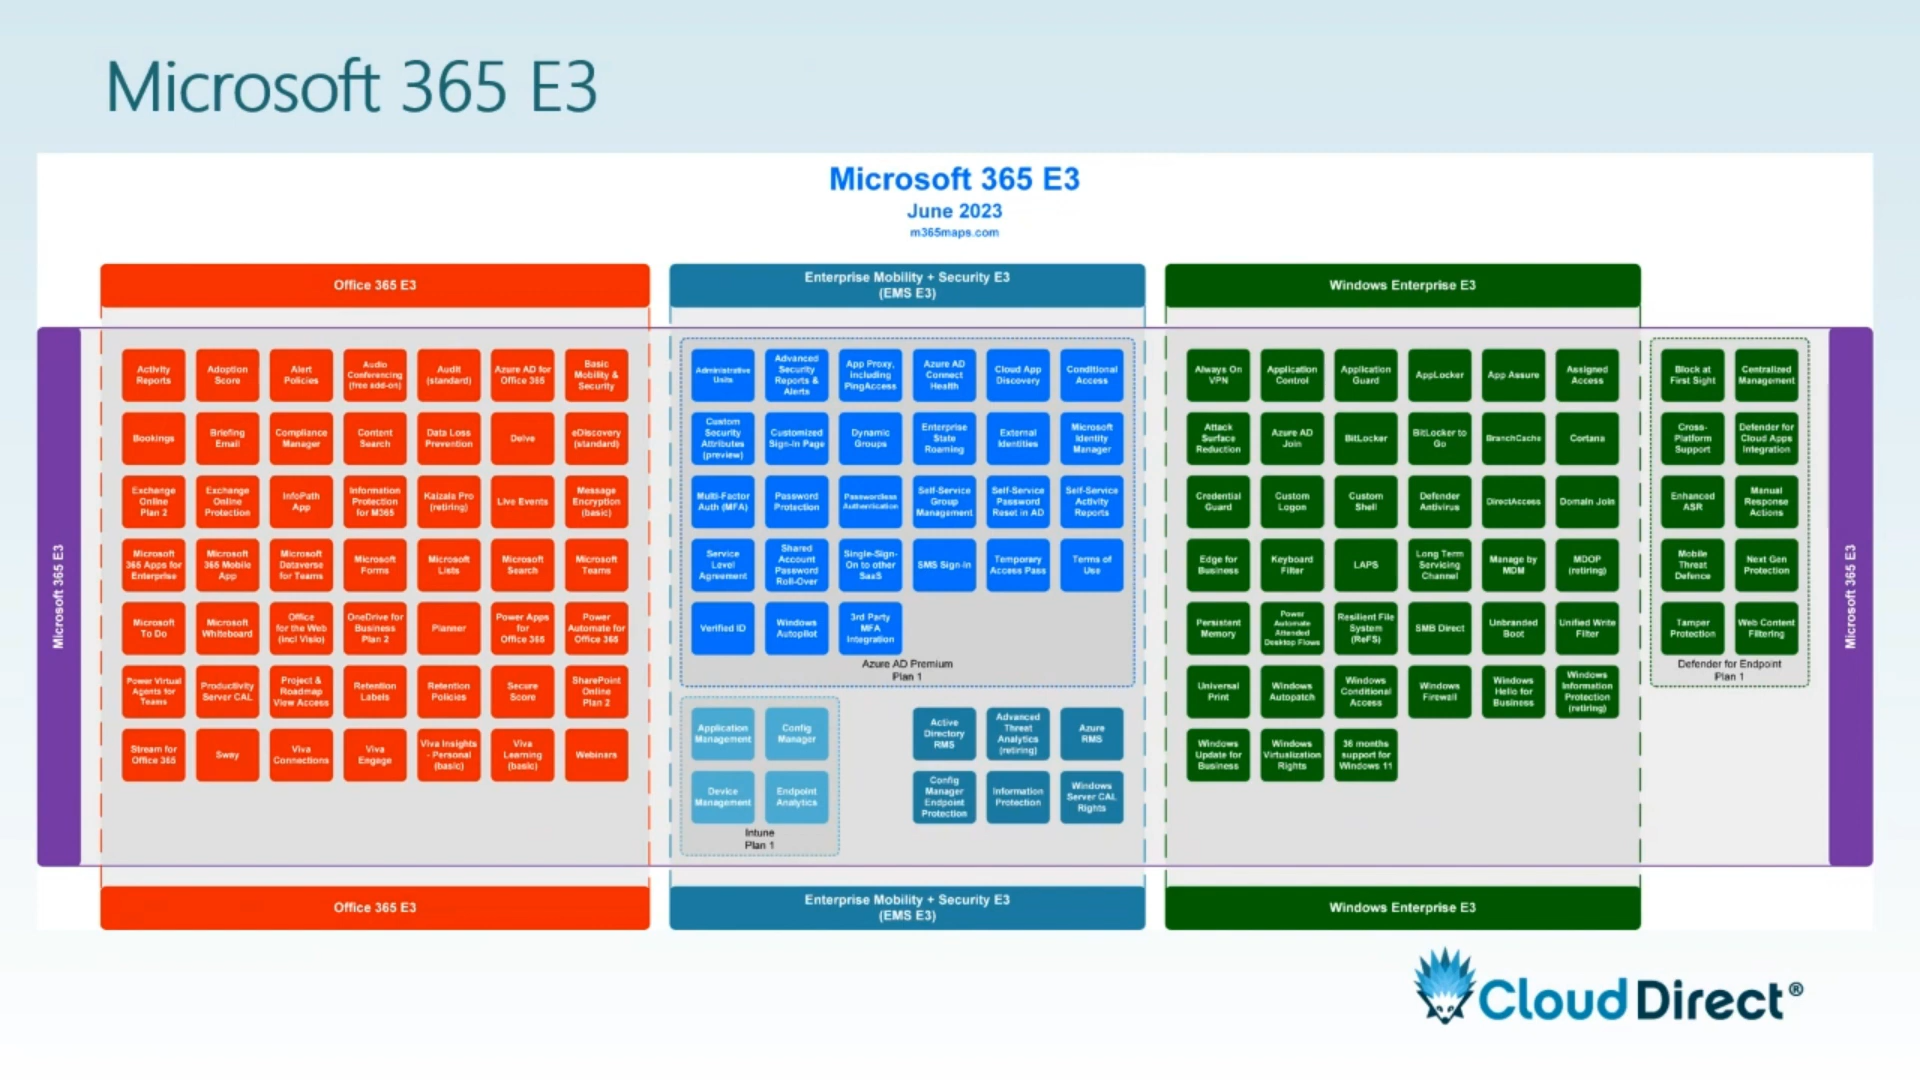 Microsoft 365 E3
Microsoft 365 E3
June 2023
m365maps.com
Office 365 E3
Enterprise Mobility + Security E3
(EMS E3)
Windows Enterprise E3
Microsoft 365 E3
Activity
Reports
Adoption
Score
Alert
Policies
Audio
Conferencing
(free add-on)
Audit
(standard)
Azure AD for
Office 365
Basic
Mobility &
Security
Bookings
Briefing
Email
Compliance
Manager
Content
Search
Data Loss
Prevention
Delve
eDiscovery
(standard)
Exchange
Online
Plan 2
Exchange
Online
Protection
InfoPath
App
Information
Protection
for M365
Kaizala Pro
(retiring)
Live Events
Message
Encryption
(basic)
Microsoft
365 Apps for
Enterprise
Microsoft
365 Mobile
App
Microsoft
Dataverse
for Teams
Microsoft
Forms
Microsoft
Lists
Microsoft
Search
Microsoft
Teams
Microsoft
To Do
Microsoft
Whiteboard
Office
for the Web
(incl Visio)
OneDrive for
Business
Plan 2
Planner
Power Apps
for
Office 365
Power
Automate for
Office 365
Power Virtual
Agents for
Teams
Productivity
Server CAL
Project &
Roadmap
View Access
Retention
Labels
Retention
Policies
Secure
Score
SharePoint
Online
Plan 2
Stream for
Office 365
Sway
Viva
Connections
Viva
Engage
Viva Insights
- Personal
(basic)
Viva
Learning
(basic)
Webinars
Administrative
Units
Advanced
Security
Reports &
Alerts
App Proxy,
Including
PingAccess
Azure AD
Connect
Health
Cloud App
Discovery
Conditional
Access
Custom
Security
Attributes
(preview)
Customized
Sign-In Page
Dynamic
Groups
Enterprise
State
Roaming
External
Identities
Microsoft
Identity
Manager
Multi-Factor
Auth (MFA)
Password
Protection
Passwordless
Authentication
Self-Service
Group
Management
Self-Service
Password
Reset in AD
Self-Service
Activity
Reports
Service
Level
Agreement
Shared
Account
Password
Roll-Over
Single-Sign-
On to other
SaaS
SMS Sign-In
Temporary
Access Pass
Terms of
Use
Verified ID
Windows
Autopilot
3rd Party
MFA
Integration
Azure AD Premium
Plan 1
Application
Management
Config
Manager
Device
Management
Endpoint
Analytics
Intune
Plan 1
Active
Directory
RMS
Advanced
Threat
Analytics
(retiring)
Azure
RMS
Config
Manager
Endpoint
Protection
Information
Protection
Windows
Server CAL
Rights
Always On
VPN
Application
Control
Application
Guard
AppLocker
App Assure
Assigned
Access
Attack
Surface
Reduction
Azure AD
Join
BitLocker
BitLocker to
Go
BranchCache
Cortana
Credential
Guard
Custom
Logon
Custom
Shell
Defender
Antivirus
DirectAccess
Domain Join
Edge for
Business
Keyboard
Filter
LAPS
Long Term
Servicing
Channel
Manage by
MDM
MDOP
(retiring)
Persistent
Memory
Power
Automate
Attended
Desktop Flows
Resilient File
System
(ReFS)
SMB Direct
Unbranded
Boot
Unified Write
Filter
Universal
Print
Windows
Autopatch
Windows
Conditional
Access
Windows
Firewall
Windows
Hello for
Business
Windows
Information
Protection
(retiring)
Windows
Update for
Business
Windows
Virtualization
Rights
36 months
support for
Windows 11
Block at
First Sight
Centralized
Management
Cross-
Platform
Support
Defender for
Cloud Apps
Integration
Enhanced
ASR
Manual
Response
Actions
Mobile
Threat
Defence
Next Gen
Protection
Tamper
Protection
Web Content
Filtering
Defender for Endpoint
Plan 1
Microsoft 365 E3
Office 365 E3
Enterprise Mobility + Security E3
(EMS E3)
Windows Enterprise E3
Cloud Direct®